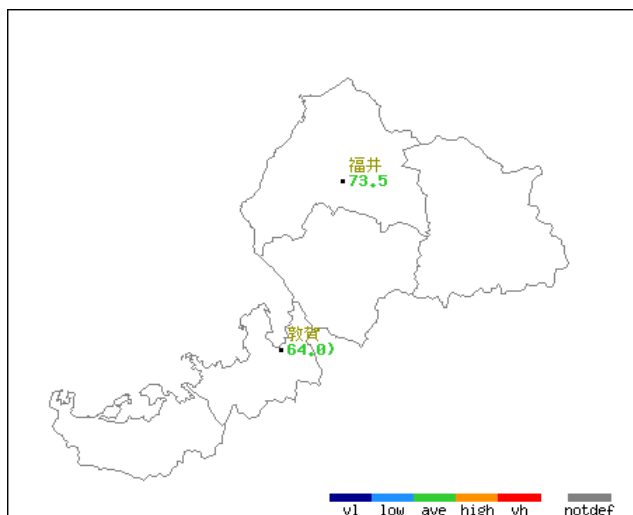 福井
73.5
敦賀
64.0)
vl low ave high vh notdef